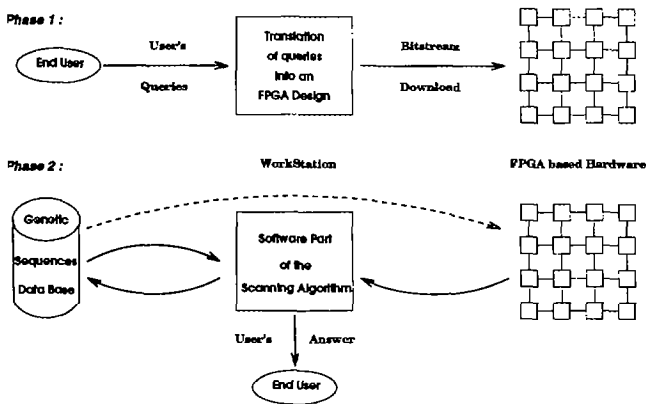 Phase 1 :
End User
User's
Queries
Translation
of queries
into an
FPGA Design
Bitstream
Download
Phase 2 :
WorkStation
FPGA based Hardware
Genetic
Sequences
Data Base
Software Part
of the
Scanning Algorithm
User's
Answer
End User